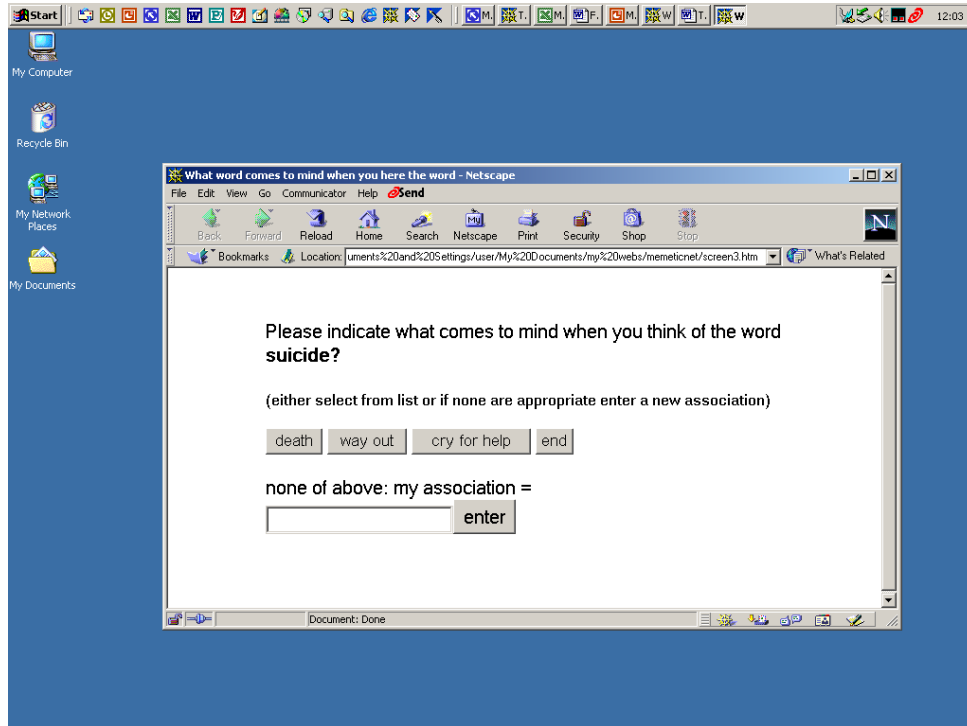 Start M. T. M. F. M. W T. W 12:03
My Computer
Recycle Bin
My Network
Places
My Documents
What word comes to mind when you here the word - Netscape
File Edit View Go Communicator Help Send
Back Forward Reload Home Search Netscape Print Security Shop Stop
Bookmarks Location: uments%20and%20Settings/user/My%20Documents/my%20webs/memeticnet/screen3.htm What's Related
Please indicate what comes to mind when you think of the word
suicide?
(either select from list or if none are appropriate enter a new association)
death way out cry for help end
none of above: my association =
enter
Document: Done